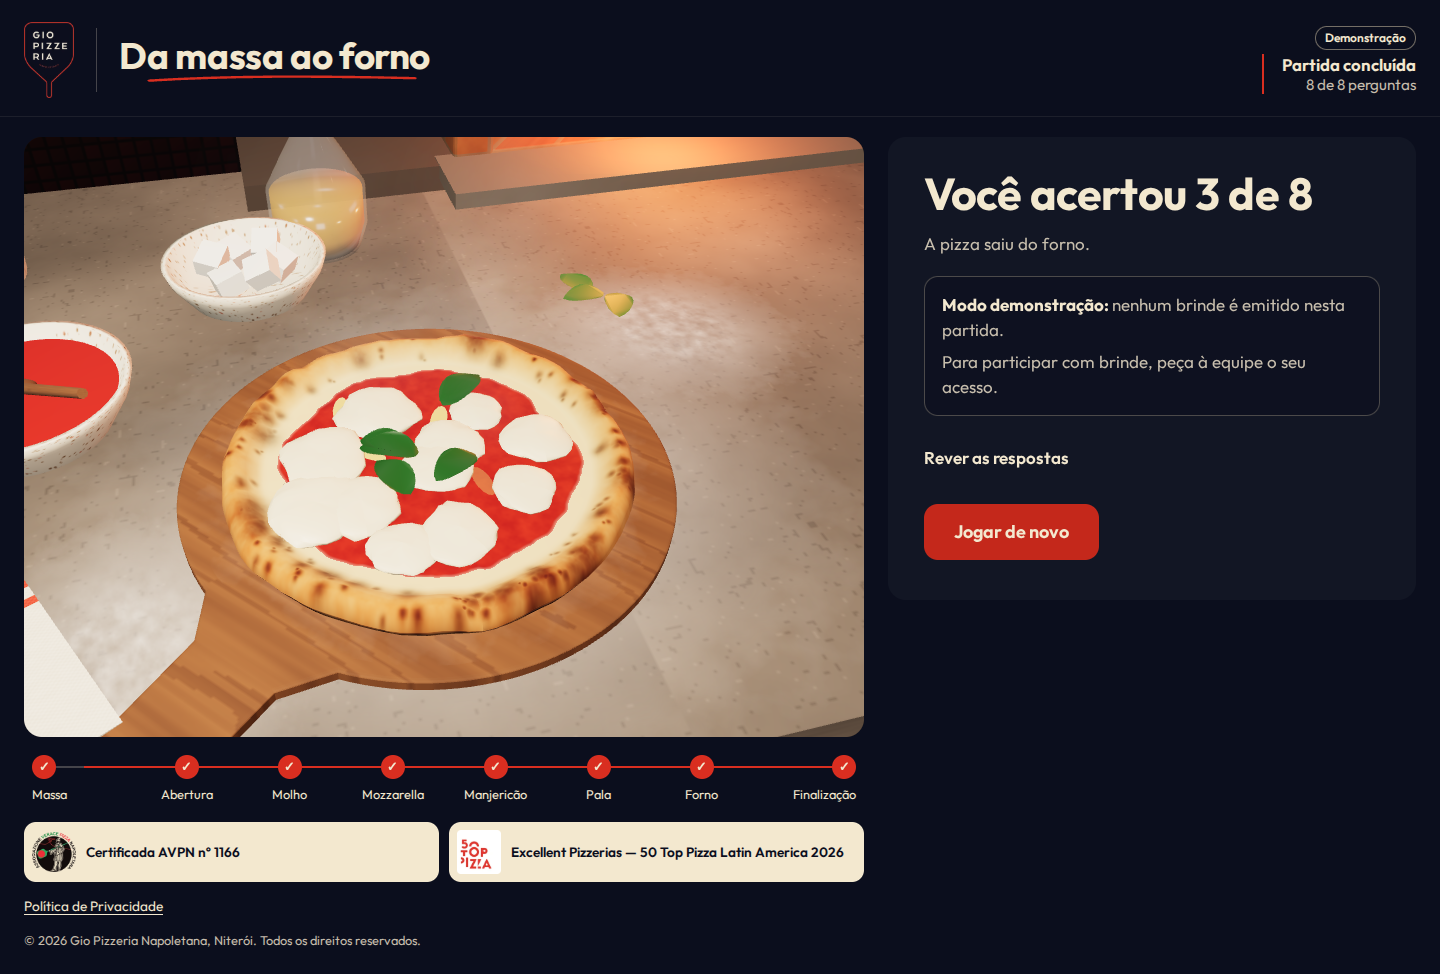 GIO
PIZZE
RIA
Da massa ao forno
Demonstração
Partida concluída
8 de 8 perguntas
Você acertou 3 de 8
A pizza saiu do forno.
Modo demonstração: nenhum brinde é emitido nesta
partida.
Para participar com brinde, peça à equipe o seu
acesso.
Rever as respostas
Jogar de novo
Massa
Abertura
Molho
Mozzarella
Manjericão
Pala
Forno
Finalização
Certificada AVPN nº 1166
5
TOP
PIZZA
Excellent Pizzerias — 50 Top Pizza Latin America 2026
Política de Privacidade
© 2026 Gio Pizzeria Napoletana, Niterói. Todos os direitos reservados.